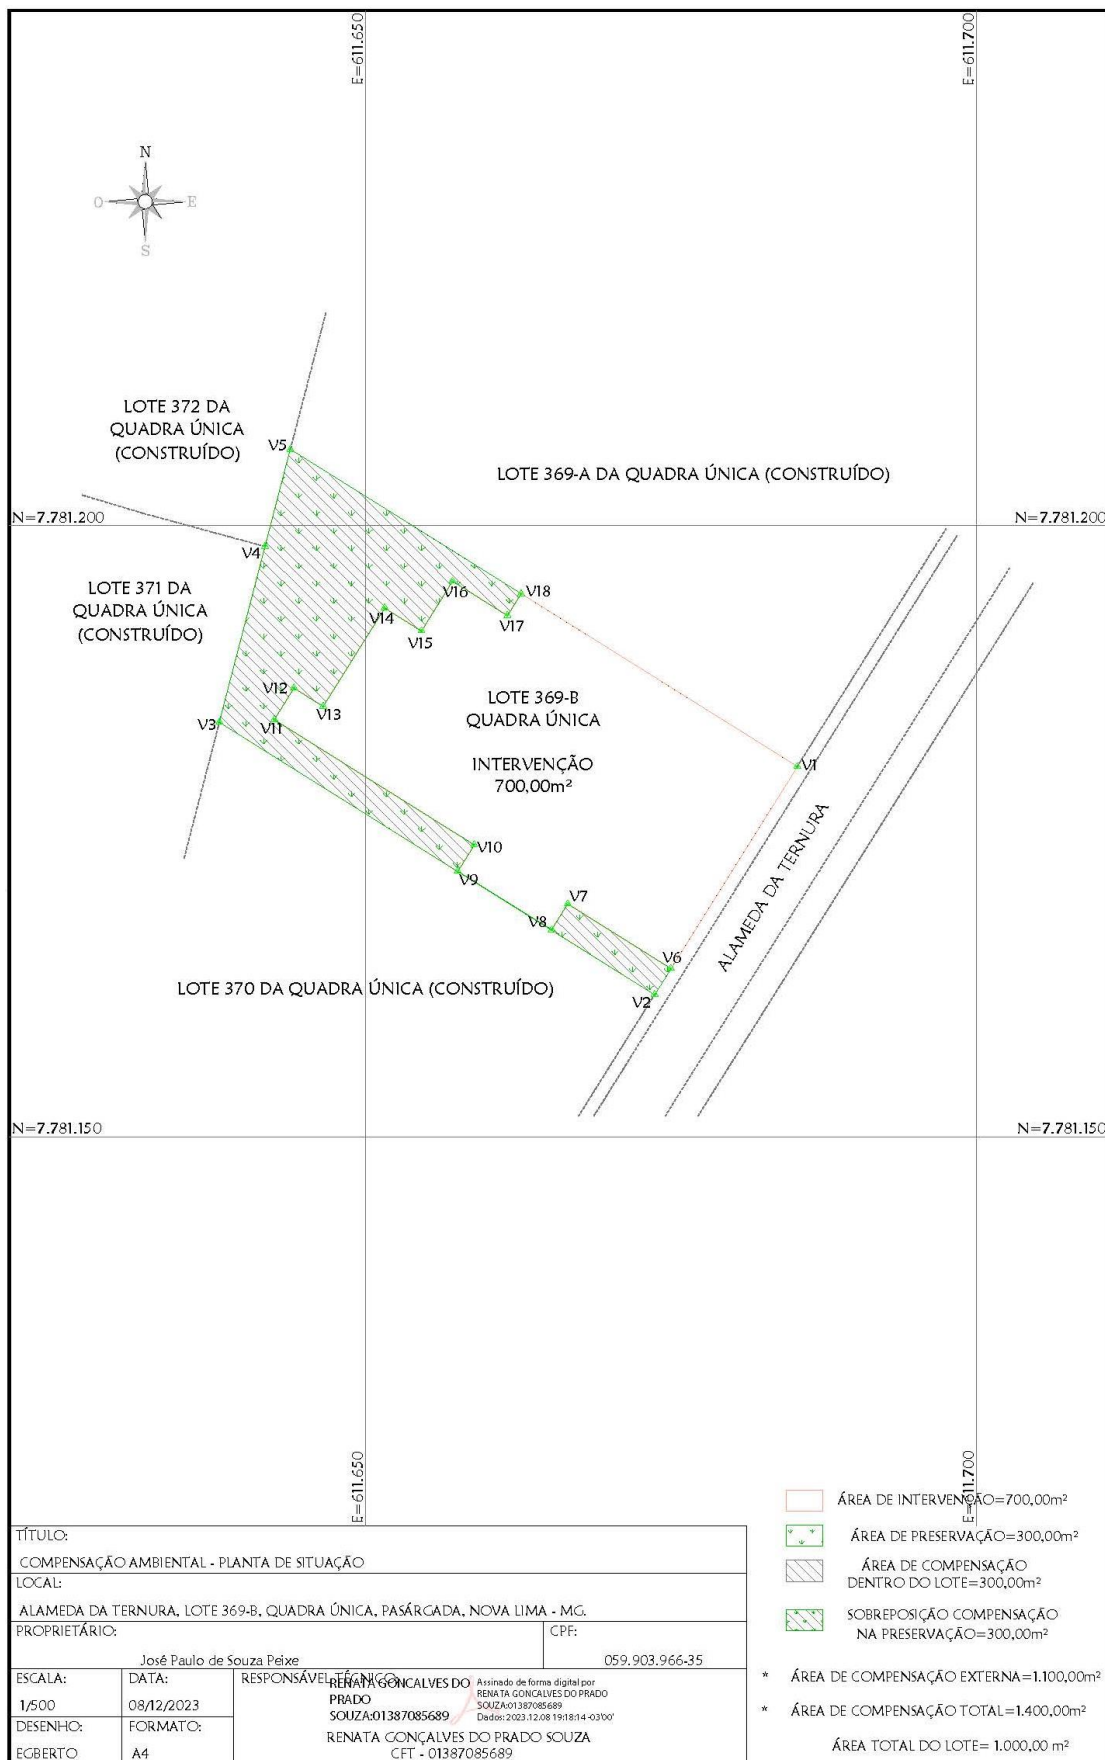 E=611.650
E=611.700
N
O
E
S
LOTE 372 DA
QUADRA ÚNICA
(CONSTRUÍDO)
V5
LOTE 369-A DA QUADRA ÚNICA (CONSTRUÍDO)
N=7.781.200
N=7.781.200
V4
LOTE 371 DA
QUADRA ÚNICA
(CONSTRUÍDO)
V16
V18
V14
V17
V15
V12
V13
V3
V11
LOTE 369-B
QUADRA ÚNICA
INTERVENÇÃO
700,00m²
V1
ALAMEDA DA TERNURA
V10
V9
V7
V8
V6
V2
LOTE 370 DA QUADRA ÚNICA (CONSTRUÍDO)
N=7.781.150
N=7.781.150
E=611.650
E=611.700
ÁREA DE INTERVENÇÃO=700,00m²
ÁREA DE PRESERVAÇÃO=300,00m²
ÁREA DE COMPENSAÇÃO
DENTRO DO LOTE=300,00m²
SOBREPOSIÇÃO COMPENSAÇÃO
NA PRESERVAÇÃO=300,00m²
* ÁREA DE COMPENSAÇÃO EXTERNA=1.100,00m²
* ÁREA DE COMPENSAÇÃO TOTAL=1.400,00m²
ÁREA TOTAL DO LOTE= 1.000,00 m²
TÍTULO:
COMPENSAÇÃO AMBIENTAL - PLANTA DE SITUAÇÃO
LOCAL:
ALAMEDA DA TERNURA, LOTE 369-B, QUADRA ÚNICA, PASÁRGADA, NOVA LIMA - MG.
PROPRIETÁRIO:
José Paulo de Souza Peixe
CPF:
059.903.966-35
ESCALA:
1/500
DATA:
08/12/2023
RESPONSÁVEL TÉCNICO:
RENATA GONCALVES DO
PRADO
SOUZA:01387085689
Assinado de forma digital por
RENATA GONCALVES DO PRADO
SOUZA:01387085689
Dados: 2023.12.08 19:18:14 -03'00'
DESENHO:
EGBERTO
FORMATO:
A4
RENATA GONÇALVES DO PRADO SOUZA
CFT - 01387085689